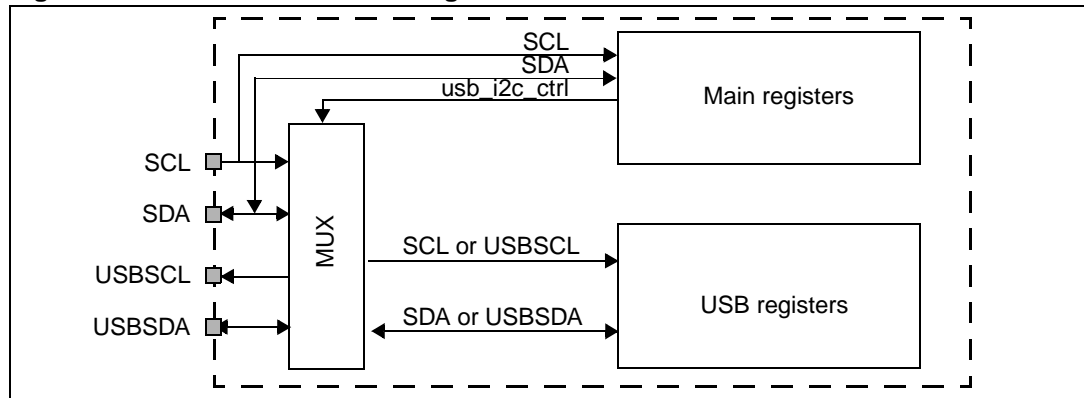 SCL
SDA
usb_i2c_ctrl
Main registers
SCL
SDA
MUX
USBSCL
USBSDA
SCL or USBSCL
SDA or USBSDA
USB registers